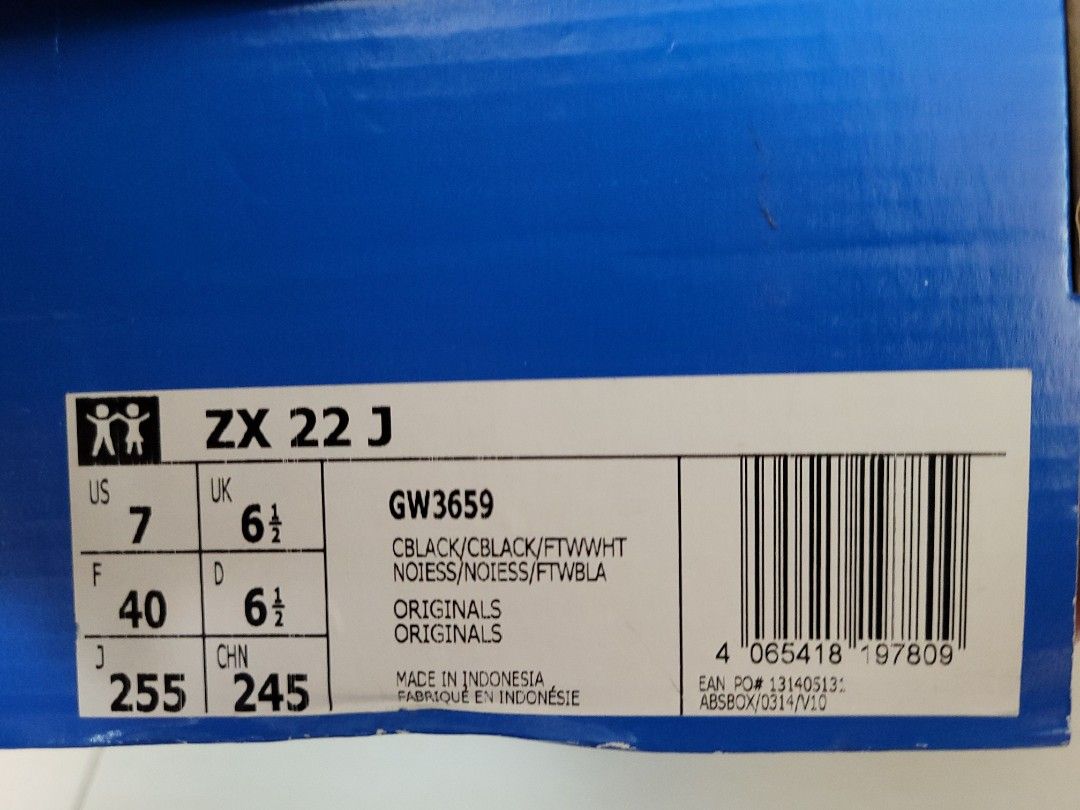 ZX 22 J
US 7
UK 6½
F 40
D 6½
J 255
CHN 245
GW3659
CBLACK/CBLACK/FTWWHT
NOIESS/NOIESS/FTWBLA
ORIGINALS
ORIGINALS
MADE IN INDONESIA
FABRIQUÉ EN INDONÉSIE
4 065418 197809
EAN PO# 131405131
ABSBOX/0314/V10